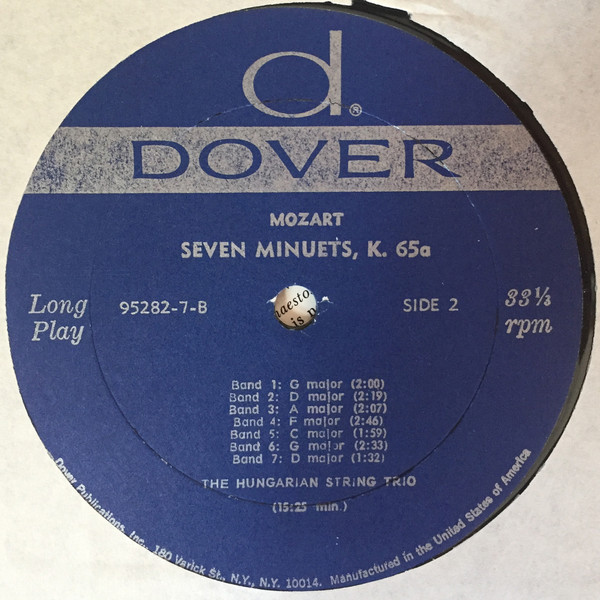 d®
DOVER
MOZART
SEVEN MINUETS, K. 65a
Long Play
95282-7-B
SIDE 2
33⅓ rpm
Band 1: G major (2:00)
Band 2: D major (2:19)
Band 3: A major (2:07)
Band 4: F major (2:46)
Band 5: C major (1:59)
Band 6: G major (2:33)
Band 7: D major (1:32)
THE HUNGARIAN STRING TRIO
(15:25 min.)
Dover Publications, Inc., 180 Varick St., N.Y., N.Y. 10014. Manufactured in the United States of America